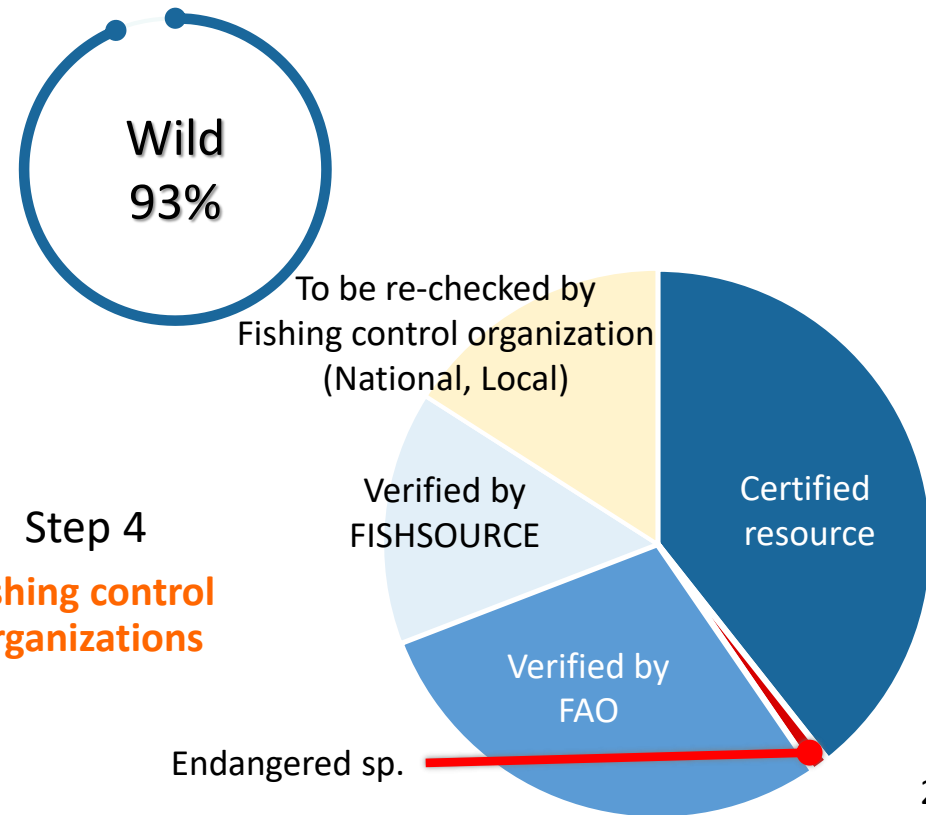 Wild
93%
To be re-checked by
Fishing control organization
(National, Local)
Certified
resource
Verified by
FISHSOURCE
Step 4
shing control
rganizations
Verified by
FAO
Endangered sp.